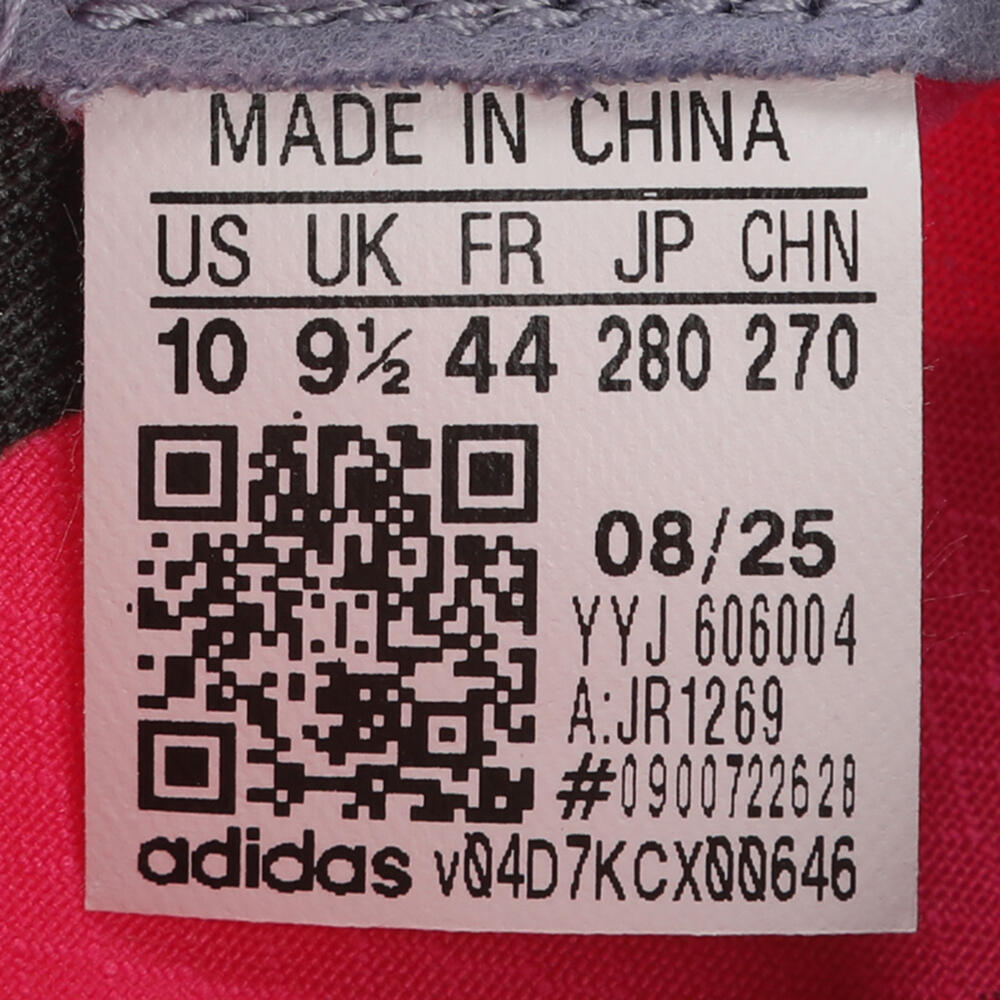 MADE IN CHINA
US UK FR JP CHN
10 9½ 44 280 270
08/25
YYJ 606004
A:JR1269
#0900722628
adidas v04D7KCX00646